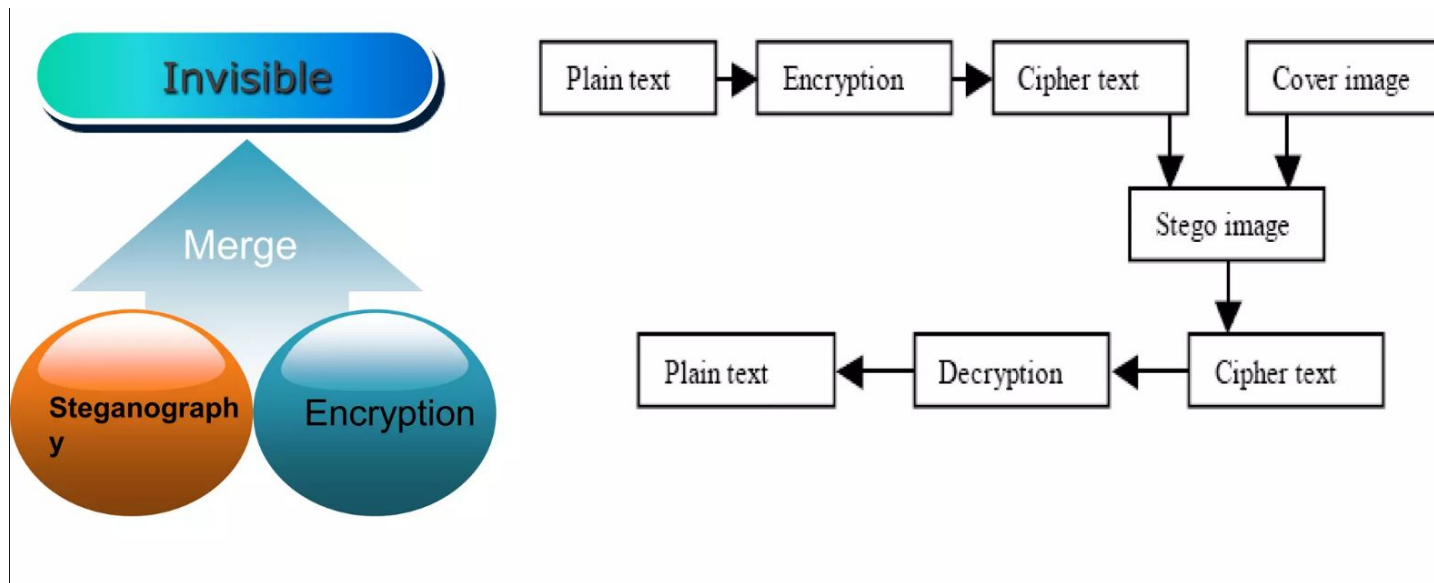 Invisible
Merge
Steganograph
y
Encryption
Plain text
Encryption
Cipher text
Cover image
Stego image
Plain text
Decryption
Cipher text